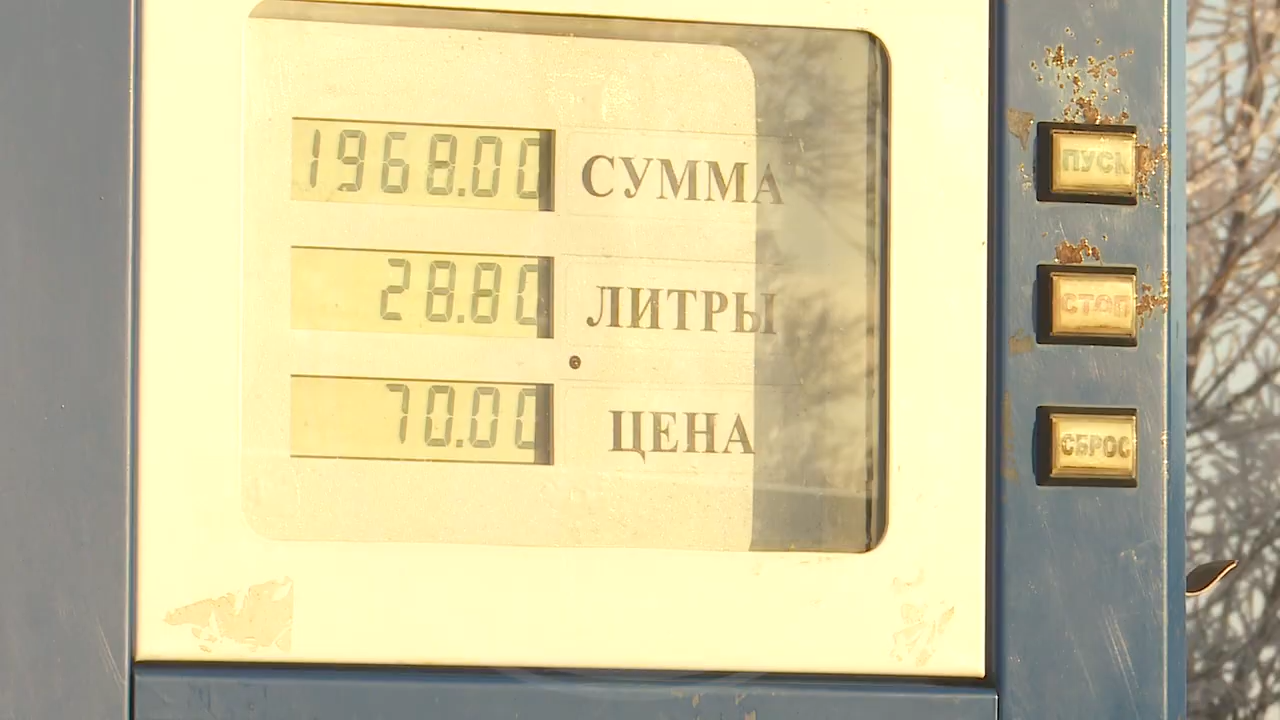 1968.00 СУММА
28.80 ЛИТРЫ
70.00 ЦЕНА
ПУСК
СТОП
СБРОС